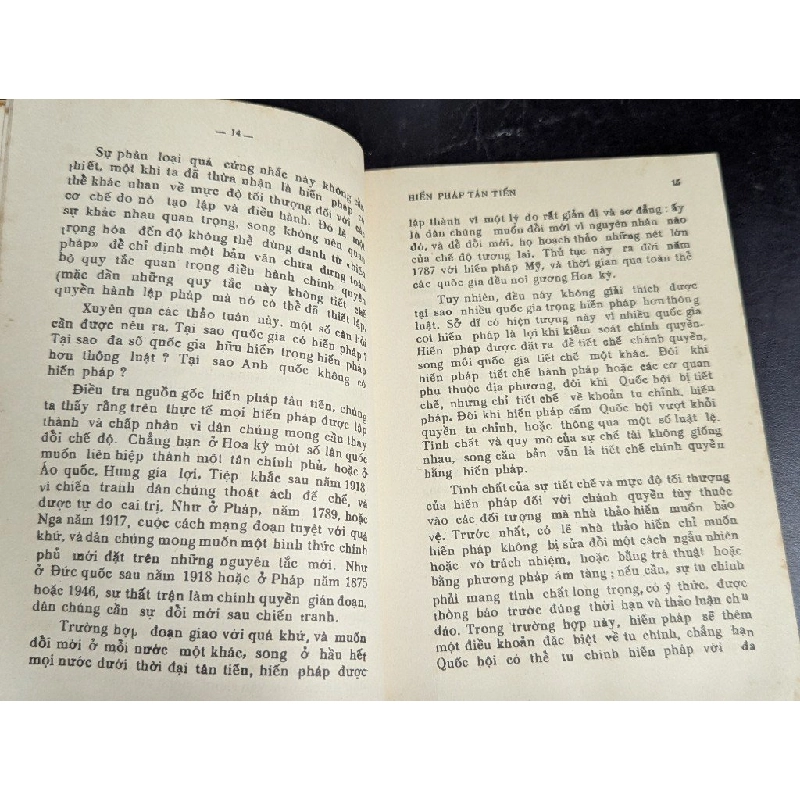 — 14 —
Sự phân loại quá cứng nhắc này không cần
thiết, một khi ta đã thừa nhận là hiến pháp có
thể khác nhau về mực độ tối thượng đối với các
cơ chế do nó tạo lập và điều hành. Đó là một
sự khác nhau quan trọng, song không nên quan
trọng hóa đến độ không thể dùng danh từ «hiến
pháp» để chỉ định một bản văn chưa đựng toàn
bộ quy tắc quan trọng điều hành chính quyền
(mặc dần những quy tắc này không tiết chế
quyền hành lập pháp mà nó có thể đã thiết lập.
Xuyên qua các thảo luận này, một số câu hỏi
cần được nêu ra. Tại sao quốc gia có hiến pháp ?
Tại sao đa số quốc gia hữu hiến trọng hiến pháp
hơn thông luật ? Tại sao Anh quốc không có
hiến pháp ?
Điều tra nguồn gốc hiến pháp tân tiến, chúng
ta thấy rằng trên thực tế mọi hiến pháp được lập
thành và chấp nhân vì dân chúng mong cầu thay
đổi chế độ. Chẳng hạn ở Hoa kỳ một số lân quốc
muốn liên hiệp thành một tân chính phủ, hoặc ở
Áo quốc, Hung gia lợi, Tiệp khắc sau năm 1918
vì chiến tranh dân chúng thoát ách đế chế, và
được tự do cai trị. Như ở Pháp, năm 1789, hoặc
Nga năm 1917, cuộc cách mạng đoạn tuyệt với quá
khứ, và dân chúng mong muốn một hình thức chính
phủ mới đặt trên những nguyên tắc mới. Như
ở Đức quốc sau năm 1918 hoặc ở Pháp năm 1875
hoặc 1946, sự thất trận làm chính quyền gián đoạn,
dân chúng cần sự đổi mới sau chiến tranh.
Trường hợp đoạn giao với quá khứ, và muốn
đổi mới ở mỗi nước một khác, song ở hầu hết
mọi nước dưới thời đại tân tiến, hiến pháp được
HIẾN PHÁP TÂN TIẾN 15
lập thành vì một lý do rất giản dị và sơ đẳng : ấy
là dân chúng muốn đổi mới vì nguyên nhân nào
đó, và để đổi mới, họ hoạch thảo những nét lớn
của chế độ tương lai. Thủ tục này ra đời năm
1787 với hiến pháp Mỹ, và thời gian qua toàn thể
các quốc gia đều noi gương Hoa kỳ.
Tuy nhiên, đều này không giải thích được
tại sao nhiều quốc gia trọng hiến pháp hơn thông
luật. Sở dĩ có hiện tượng này vì nhiều quốc gia
coi hiến pháp là lợi khí kiểm soát chính quyền.
Hiến pháp được đặt ra để tiết chế chánh quyền,
song mỗi quốc gia tiết chế một khác. Đôi khi
hiến pháp tiết chế hành pháp hoặc các cơ quan
phụ thuộc địa phương, đôi khi Quốc hội bị tiết
chế, nhưng chỉ tiết chế về khoản tu chỉnh, hiến
pháp. Đôi khi hiến pháp cấm Quốc hội vượt khỏi
quyền tu chỉnh, hoặc thông qua một số luật lệ.
Tính chất và quy mô của sự chế tài không giống
nhau, song căn bản vẫn là tiết chế chính quyền
bằng hiến pháp.
Tính chất của sự tiết chế và mực độ tối thượng
của hiến pháp đối với chánh quyền tùy thuộc
vào các đối tượng mà nhà thảo hiến muốn bảo
vệ. Trước nhất, có lẽ nhà thảo hiến chỉ muốn
hiến pháp không bị sửa đổi một cách ngẫu nhiên
hoặc vô trách nhiệm, hoặc bằng trá thuật hoặc
bằng phương pháp ám tàng ; nếu cần, sự tu chỉnh
phải mang tính chất long trọng, có ý thức, được
thông báo trước đúng thời hạn và thảo luận chu
đáo. Trong trường hợp này, hiến pháp sẽ thêm
một điều khoản đặc biệt về tu chính, chẳng hạn
Quốc hội có thể tu chính hiến pháp với đa